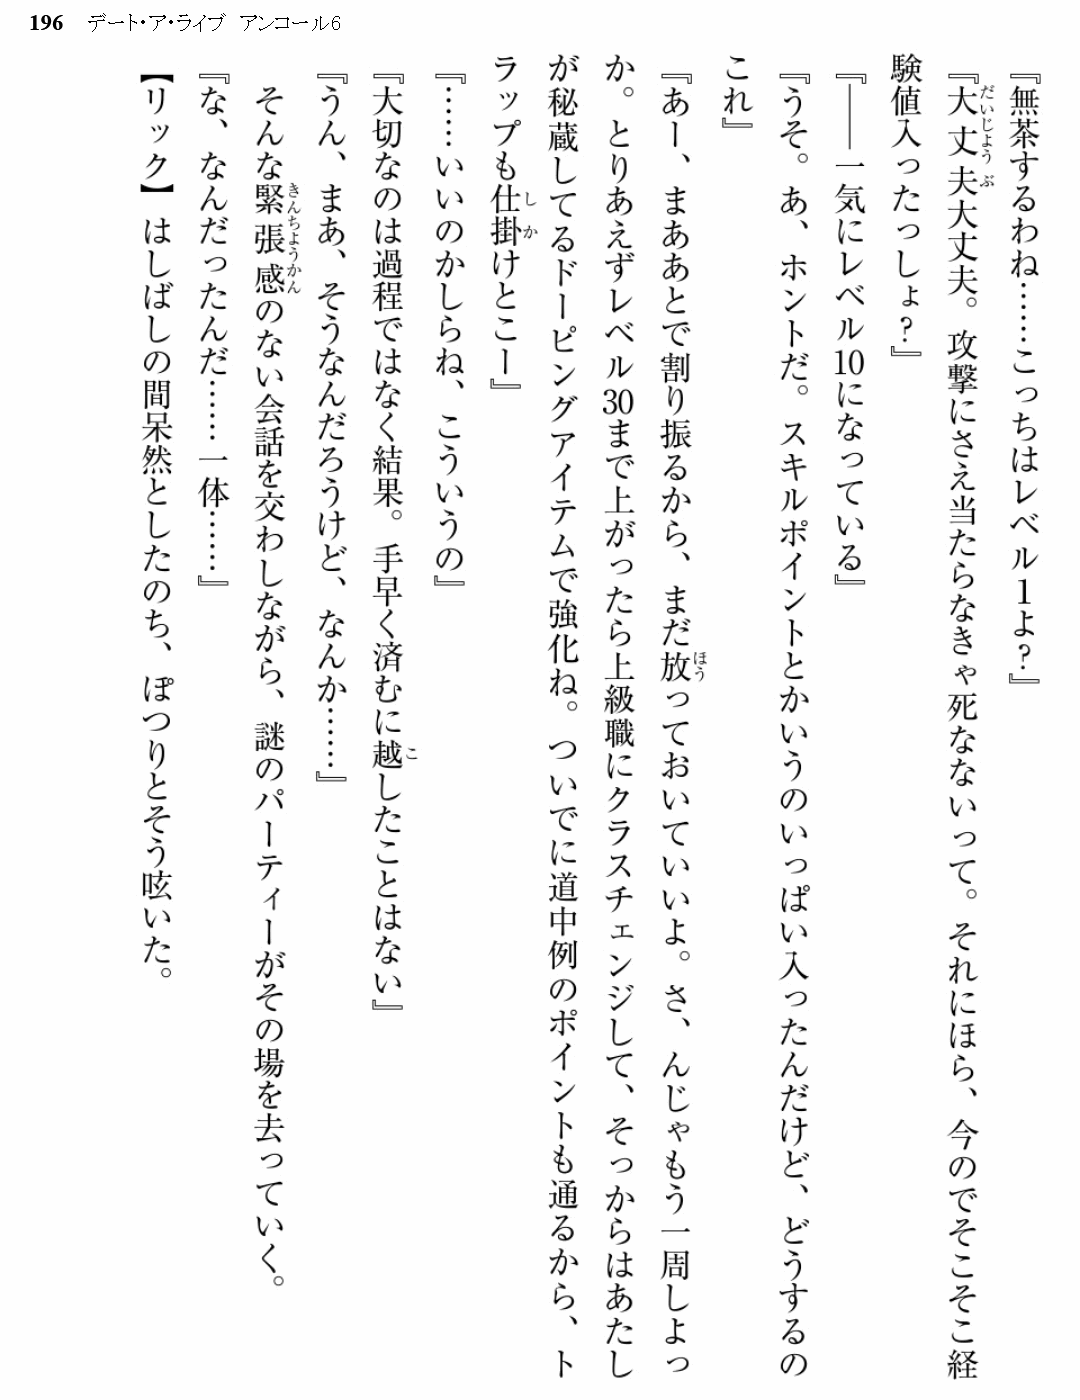 196 デート・ア・ライブ アンコール6
『無茶するわね……こっちはレベル1よ?』
『大丈夫大丈夫。攻撃にさえ当たらなきゃ死なないって。それにほら、今のでそこそこ経
験値入ったっしょ?』
『――一気にレベル10になっている』
『うそ。あ、ホントだ。スキルポイントとかいうのいっぱい入ったんだけど、どうするの
これ』
『あー、まああとで割り振るから、まだ放っておいていいよ。さ、んじゃもう一周しよっ
か。とりあえずレベル30まで上がったら上級職にクラスチェンジして、そっからはあたし
が秘蔵してるドーピングアイテムで強化ね。ついでに道中例のポイントも通るから、ト
ラップも仕掛けとこー』
『……いいのかしらね、こういうの』
『大切なのは過程ではなく結果。手早く済むに越したことはない』
『うん、まあ、そうなんだろうけど、なんか……』
そんな緊張感のない会話を交わしながら、謎のパーティーがその場を去っていく。
『な、なんだったんだ……一体……』
【リック】はしばしの間呆然としたのち、ぽつりとそう呟いた。